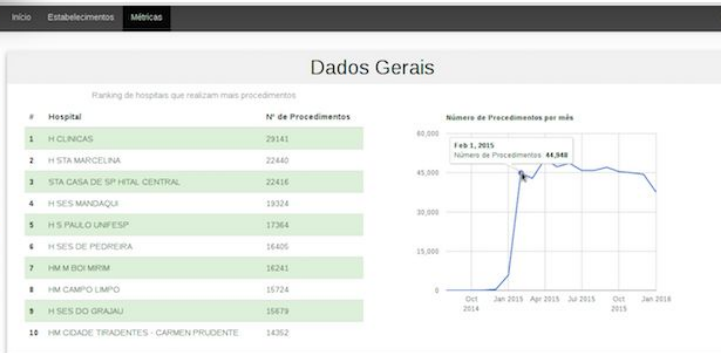 Início Estabelecimentos Métricas
Dados Gerais
Ranking de hospitais que realizam mais procedimentos
# Hospital Nº de Procedimentos
1 H CLINICAS 29141
2 H STA MARCELINA 22440
3 STA CASA DE SP HITAL CENTRAL 22416
4 H SES MANDAQUI 19324
5 H S PAULO UNIFESP 17364
6 H SES DE PEDREIRA 16405
7 HM M BOI MIRIM 16241
8 HM CAMPO LIMPO 15724
9 H SES DO GRAJAU 15679
10 HM CIDADE TIRADENTES - CARMEN PRUDENTE 14352
Número de Procedimentos por mês
60,000
Feb 1, 2015
Número de Procedimentos: 44,948
45,000
30,000
15,000
0
Oct 2014 Jan 2015 Apr 2015 Jul 2015 Oct 2015 Jan 2016